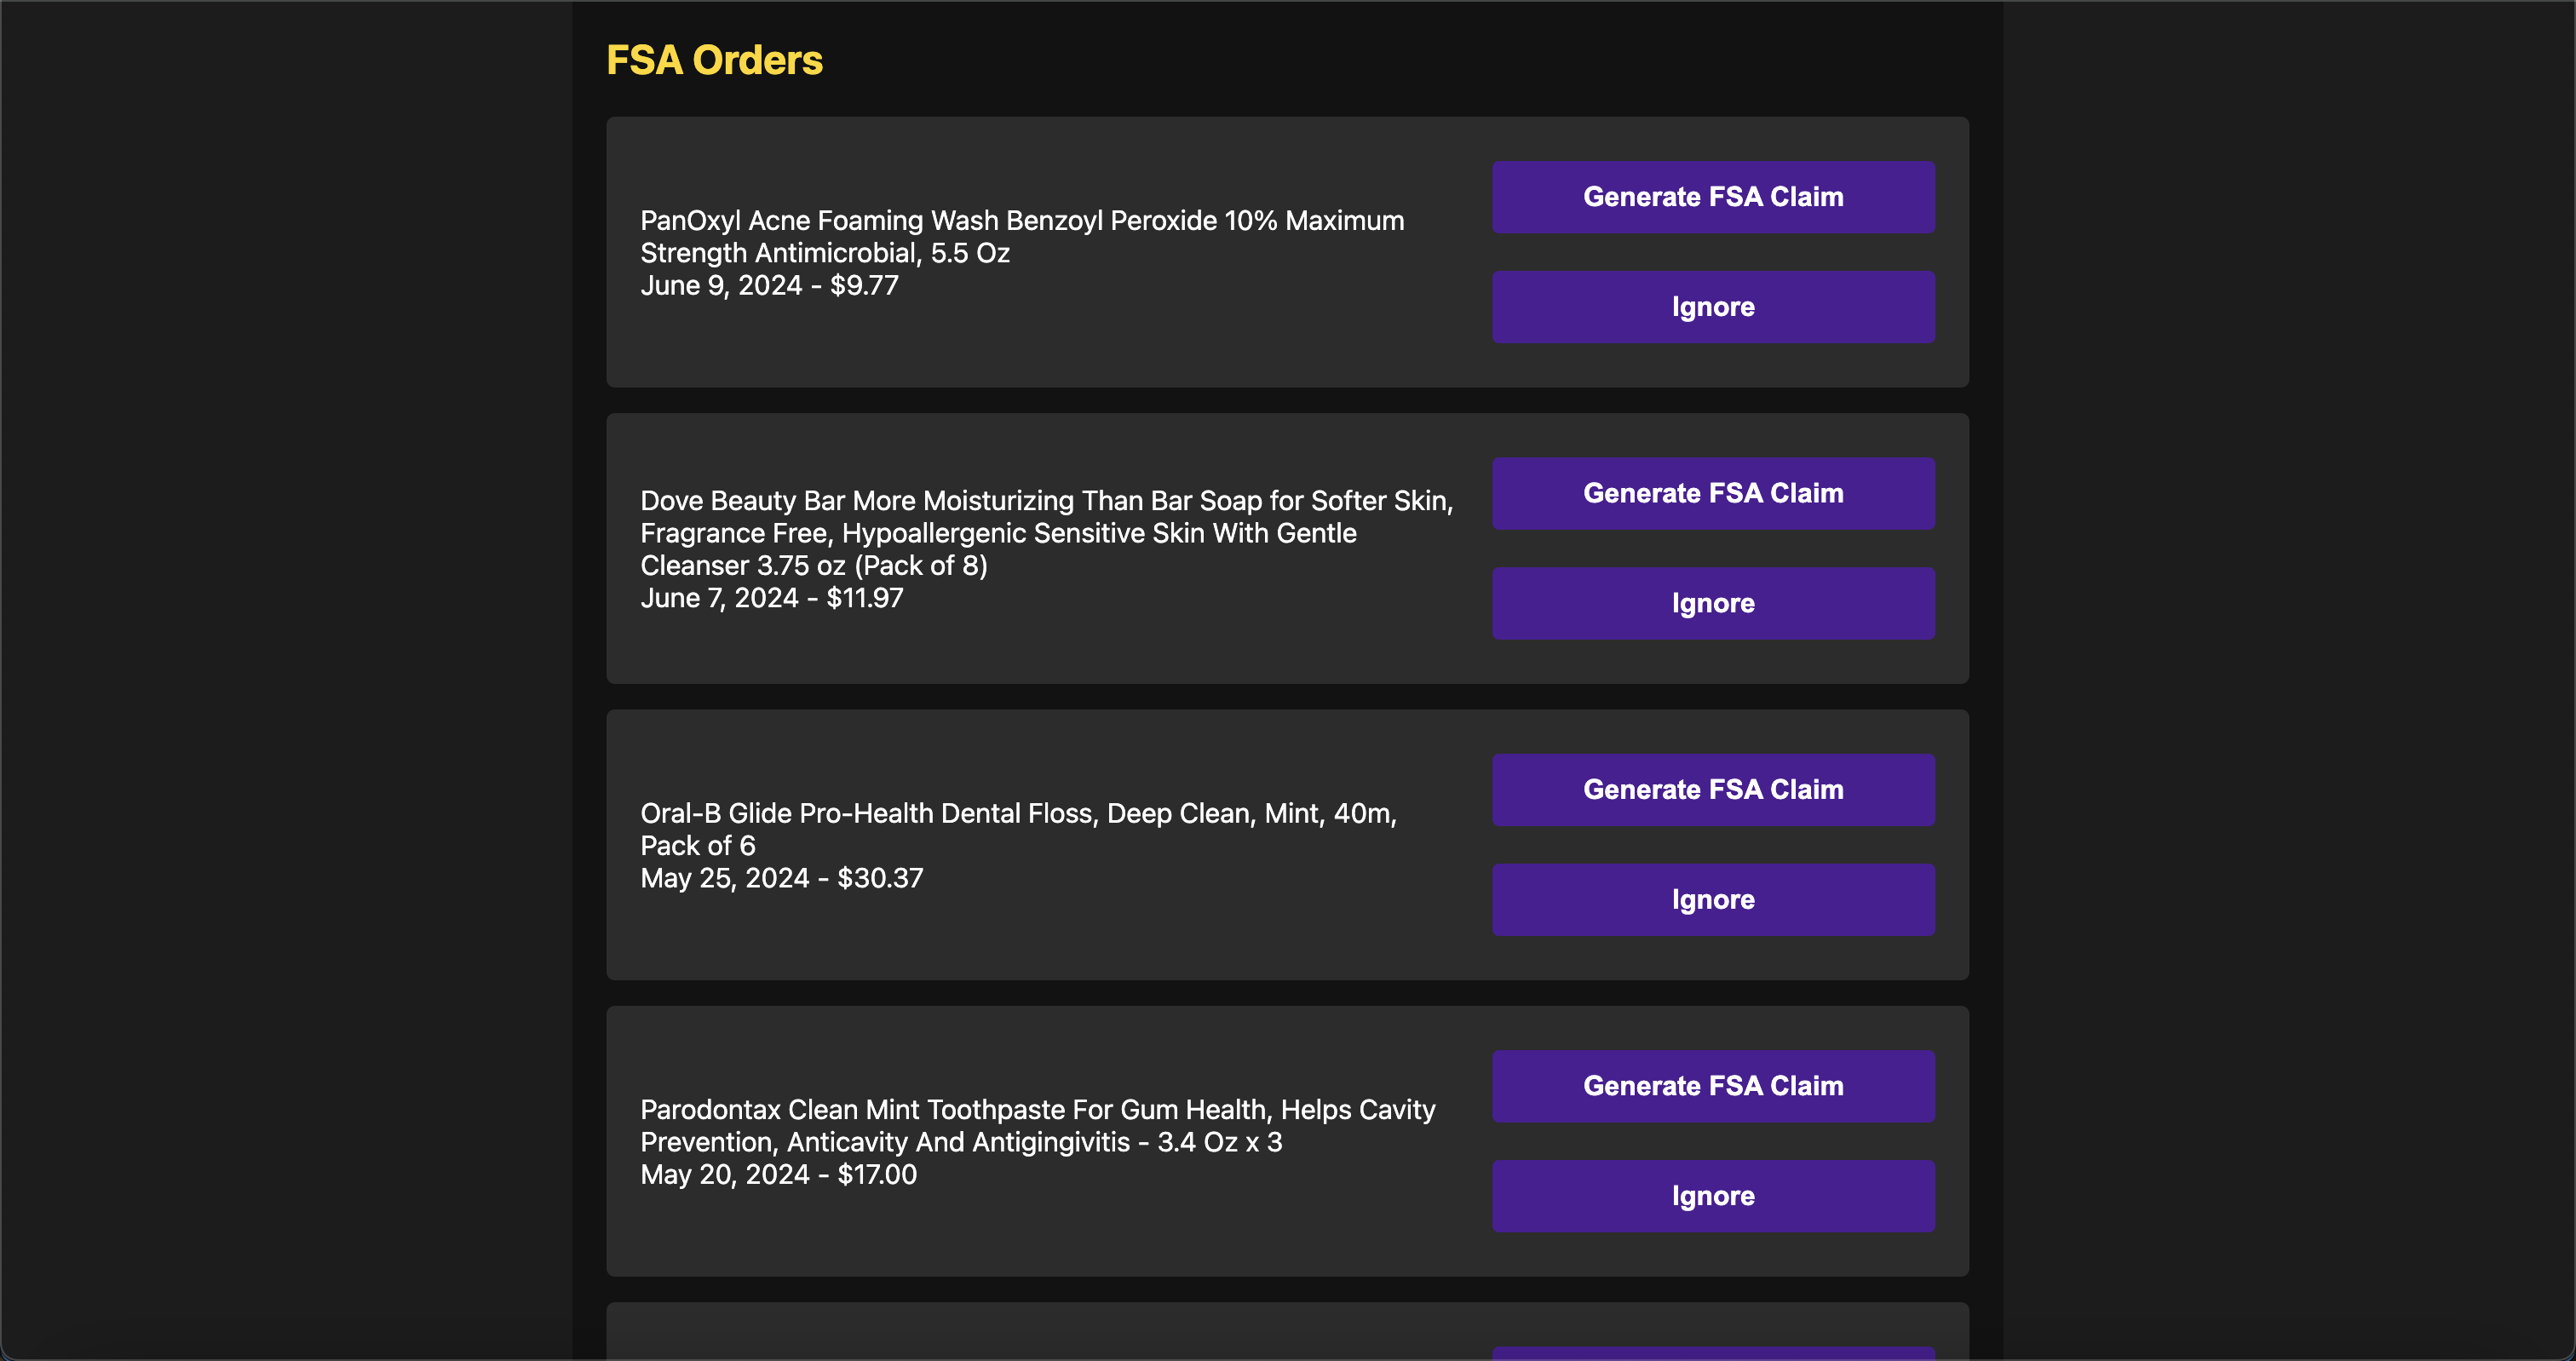 FSA Orders
PanOxyl Acne Foaming Wash Benzoyl Peroxide 10% Maximum
Strength Antimicrobial, 5.5 Oz
June 9, 2024 - $9.77
Generate FSA Claim
Ignore
Dove Beauty Bar More Moisturizing Than Bar Soap for Softer Skin,
Fragrance Free, Hypoallergenic Sensitive Skin With Gentle
Cleanser 3.75 oz (Pack of 8)
June 7, 2024 - $11.97
Generate FSA Claim
Ignore
Oral-B Glide Pro-Health Dental Floss, Deep Clean, Mint, 40m,
Pack of 6
May 25, 2024 - $30.37
Generate FSA Claim
Ignore
Parodontax Clean Mint Toothpaste For Gum Health, Helps Cavity
Prevention, Anticavity And Antigingivitis - 3.4 Oz x 3
May 20, 2024 - $17.00
Generate FSA Claim
Ignore